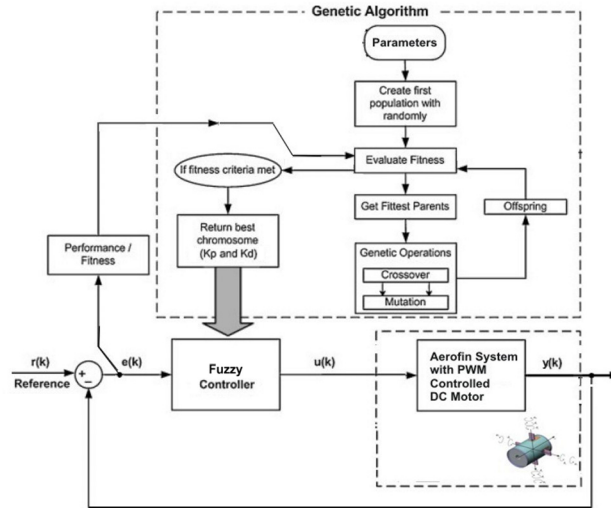 Genetic Algorithm
Parameters
Create first
population with
randomly
Evaluate Fitness
If fitness criteria met
Get Fittest Parents
Offspring
Return best
chromosome
(Kp and Kd)
Genetic Operations
Crossover
Mutation
Performance /
Fitness
r(k)
Reference
+
−
e(k)
Fuzzy
Controller
u(k)
Aerofin System
with PWM
Controlled
DC Motor
y(k)